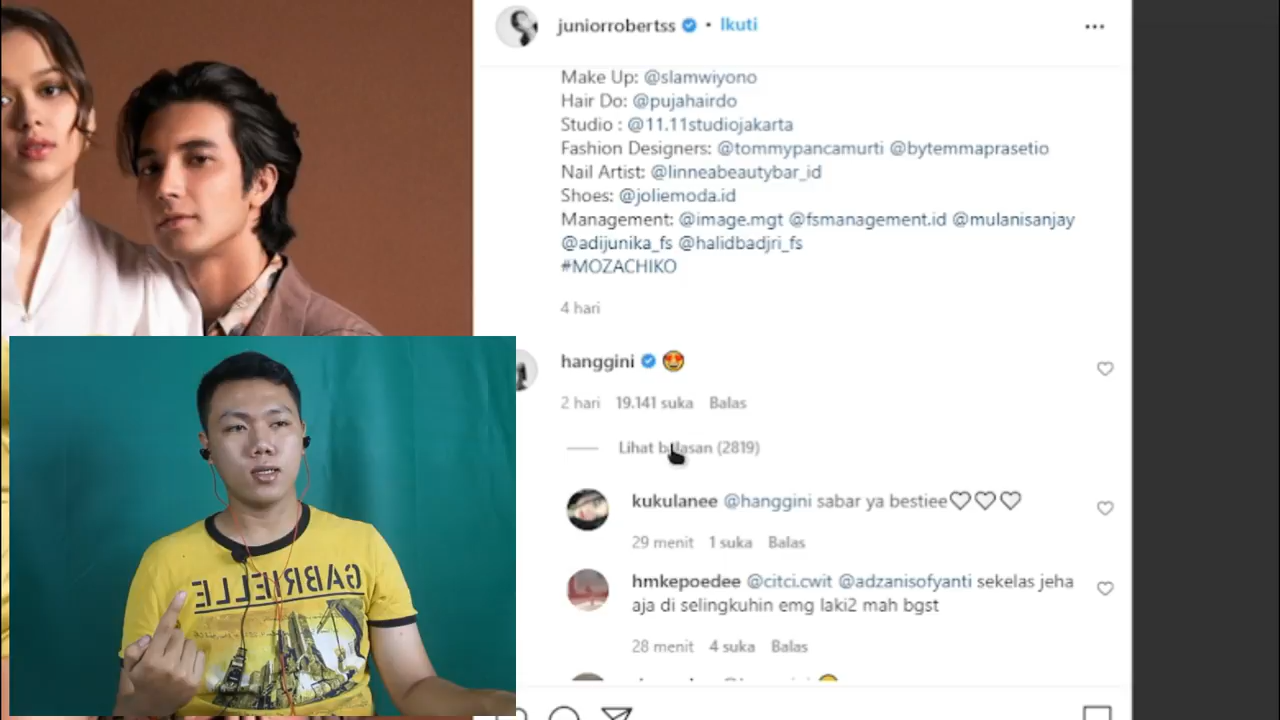 juniorrobertss • Ikuti
Make Up: @slamwiyono
Hair Do: @pujahairdo
Studio : @11.11studiojakarta
Fashion Designers: @tommypancamurti @bytemmaprasetio
Nail Artist: @linneabeautybar_id
Shoes: @joliemoda.id
Management: @image.mgt @fsmanagement.id @mulanisanjay
@adijunika_fs @halidbadjri_fs
#MOZACHIKO
4 hari
hanggini 😍
2 hari 19.141 suka Balas
Lihat balasan (2819)
kukulanee @hanggini sabar ya bestiee♡♡♡
29 menit 1 suka Balas
hmkepoedee @citci.cwit @adzanisofyanti sekelas jeha
aja di selingkuhin emg laki2 mah bgst
28 menit 4 suka Balas
GABRIELLE